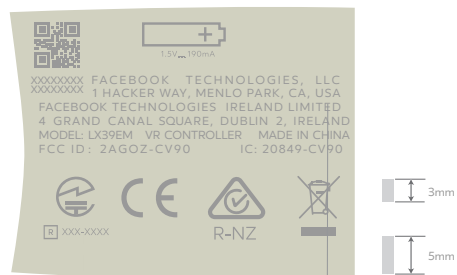 1.5V 190mA
XXXXXXXX FACEBOOK TECHNOLOGIES, LLC
XXXXXXXX 1 HACKER WAY, MENLO PARK, CA, USA
FACEBOOK TECHNOLOGIES IRELAND LIMITED
4 GRAND CANAL SQUARE, DUBLIN 2, IRELAND
MODEL: LX39EM VR CONTROLLER MADE IN CHINA
FCC ID: 2AGOZ-CV90 IC: 20849-CV90
CE
R XXX-XXXX
R-NZ
3mm
5mm